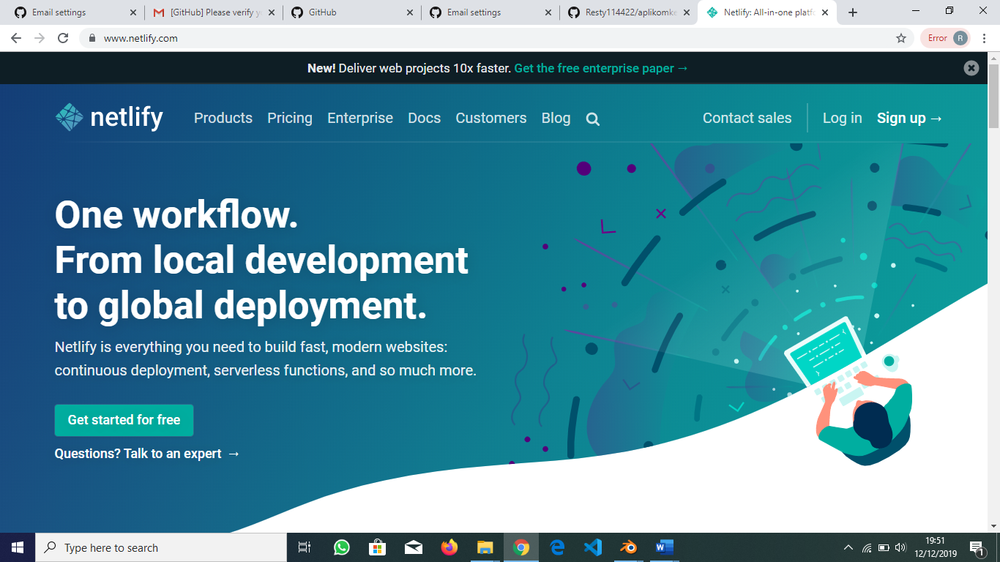 Email settings
[GitHub] Please verify yo
GitHub
Email settings
Resty114422/aplikomke
Netlify: All-in-one platfo
www.netlify.com
Error R
New! Deliver web projects 10x faster. Get the free enterprise paper →
netlify
Products Pricing Enterprise Docs Customers Blog
Contact sales Log in Sign up →
One workflow.
From local development
to global deployment.
Netlify is everything you need to build fast, modern websites:
continuous deployment, serverless functions, and so much more.
Get started for free
Questions? Talk to an expert →
Type here to search
19:51
12/12/2019
1